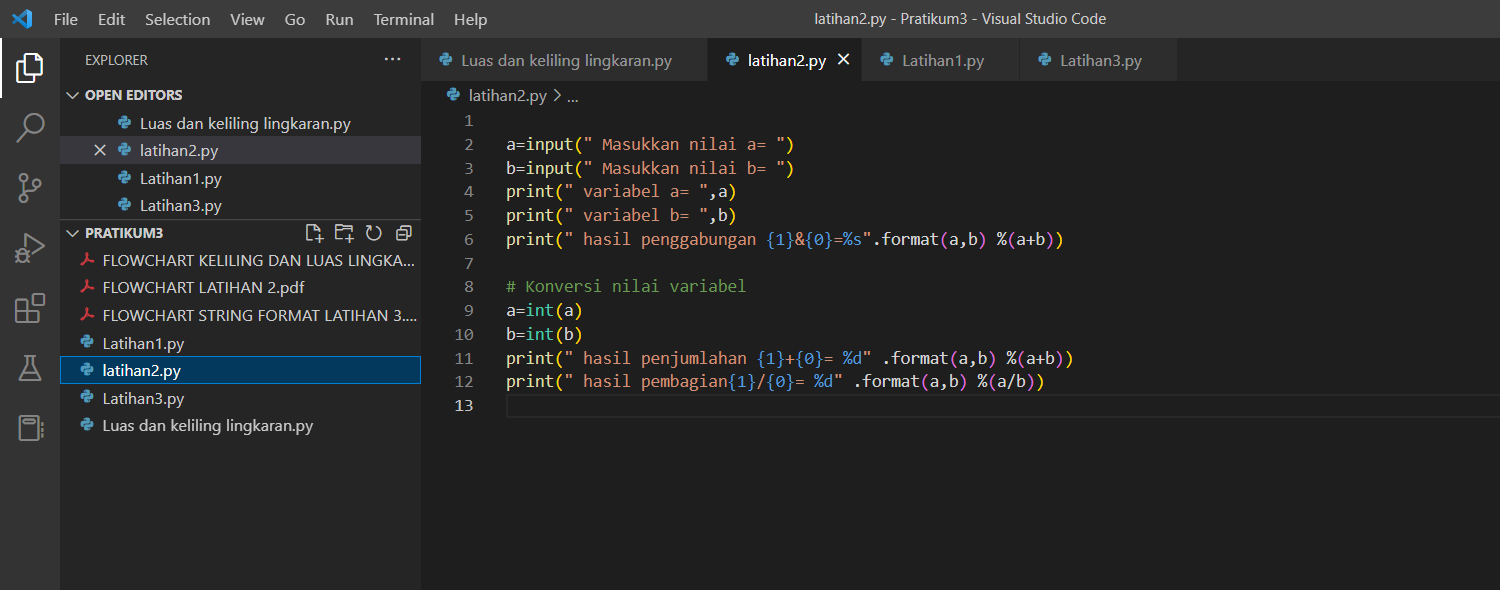 File Edit Selection View Go Run Terminal Help
latihan2.py - Pratikum3 - Visual Studio Code
EXPLORER ...
OPEN EDITORS
Luas dan keliling lingkaran.py
latihan2.py
Latihan1.py
Latihan3.py
PRATIKUM3
FLOWCHART KELILING DAN LUAS LINGKA...
FLOWCHART LATIHAN 2.pdf
FLOWCHART STRING FORMAT LATIHAN 3....
Latihan1.py
latihan2.py
Latihan3.py
Luas dan keliling lingkaran.py
Luas dan keliling lingkaran.py latihan2.py Latihan1.py Latihan3.py
latihan2.py > ...
1
2 a=input(" Masukkan nilai a= ")
3 b=input(" Masukkan nilai b= ")
4 print(" variabel a= ",a)
5 print(" variabel b= ",b)
6 print(" hasil penggabungan {1}&{0}=%s".format(a,b) %(a+b))
7
8 # Konversi nilai variabel
9 a=int(a)
10 b=int(b)
11 print(" hasil penjumlahan {1}+{0}= %d" .format(a,b) %(a+b))
12 print(" hasil pembagian{1}/{0}= %d" .format(a,b) %(a/b))
13